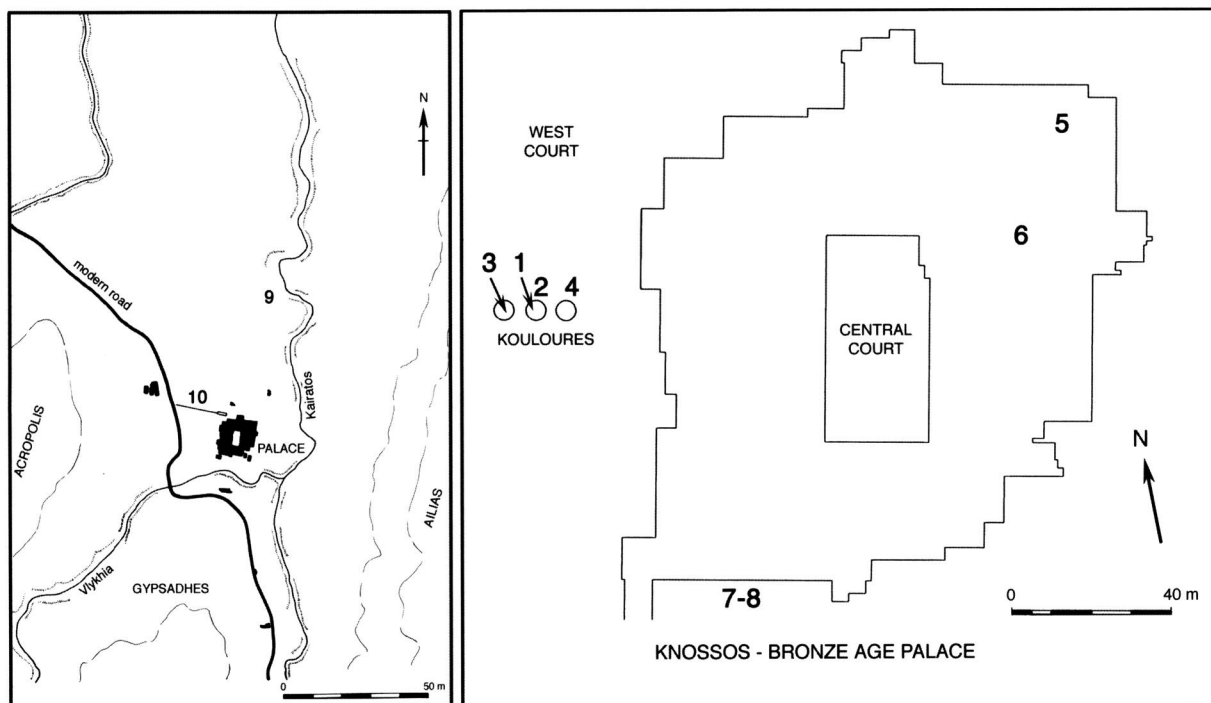 N
modern road
9
10
Kairatos
PALACE
ACROPOLIS
AILIAS
Vlykhia
GYPSADHES
0 50 m
WEST
COURT
5
6
3 1
2 4
KOULOURES
CENTRAL
COURT
N
7-8
0 40 m
KNOSSOS - BRONZE AGE PALACE